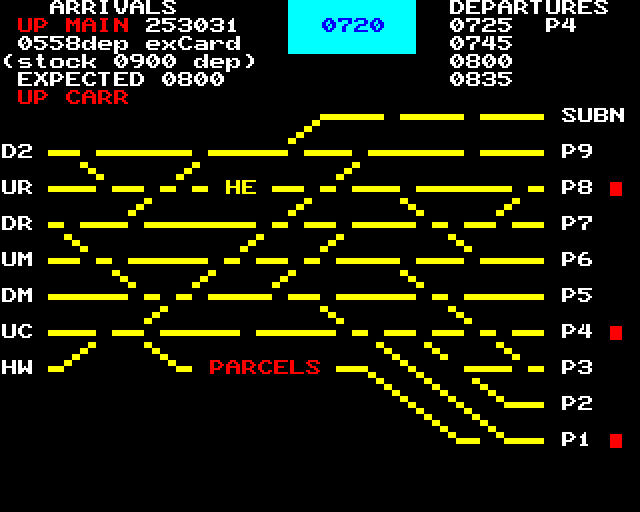 ARRIVALS
UP MAIN 253031
0558dep exCard
(stock 0900 dep)
EXPECTED 0800
UP CARR
0720
DEPARTURES
0725 P4
0745
0800
0835
SUBN
D2 P9
UR HE P8
DR P7
UM P6
DM P5
UC P4
HW PARCELS P3
P2
P1